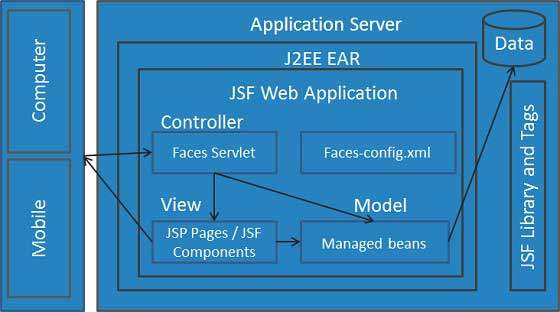 Computer
Mobile
Application Server
J2EE EAR
JSF Web Application
Controller
Faces Servlet
Faces-config.xml
View
Model
JSP Pages / JSF
Components
Managed beans
Data
JSF Library and Tags